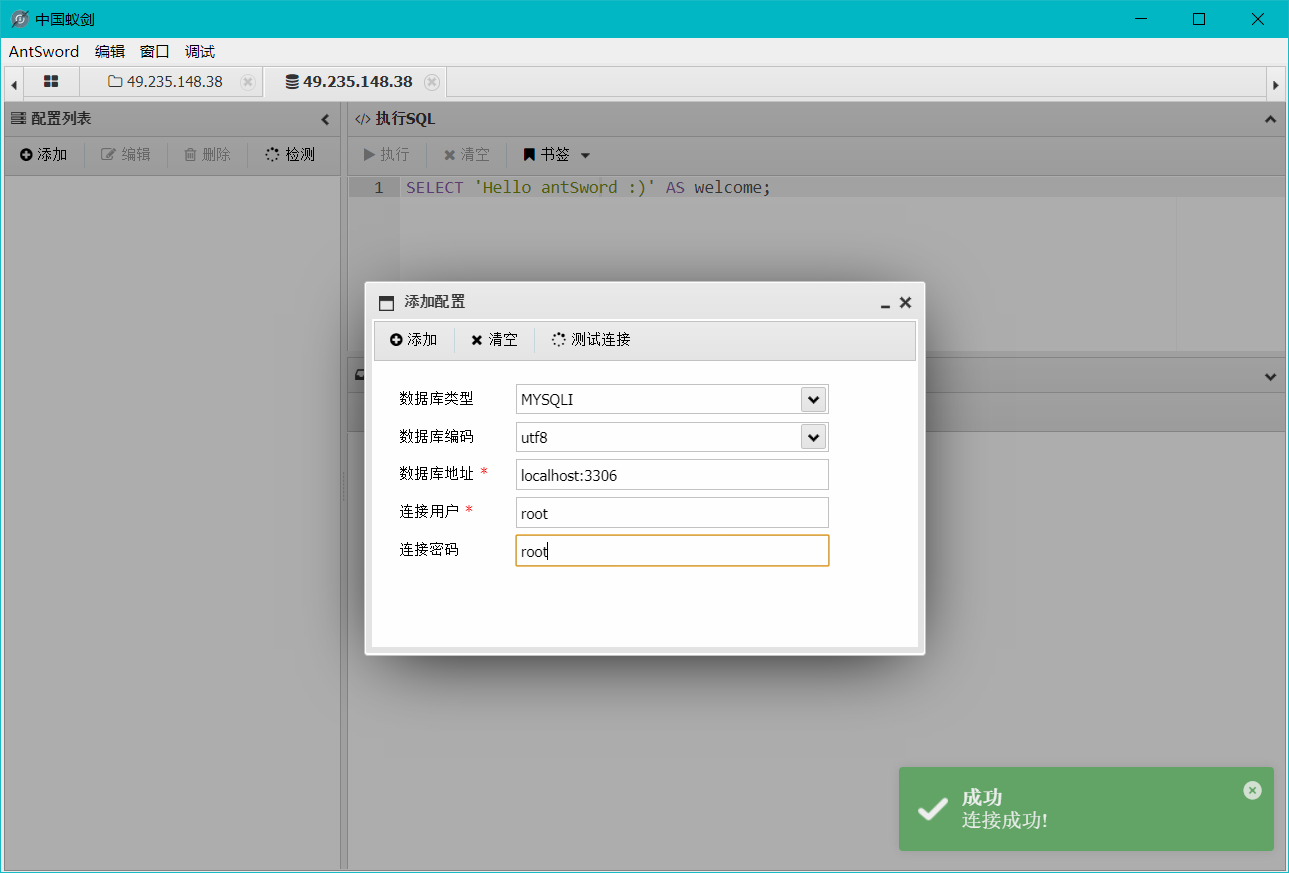 中国蚁剑
AntSword 编辑 窗口 调试
49.235.148.38 49.235.148.38
配置列表
添加 编辑 删除 检测
</> 执行SQL
执行 清空 书签
1 SELECT 'Hello antSword :)' AS welcome;
添加配置
添加 清空 测试连接
数据库类型 MYSQLI
数据库编码 utf8
数据库地址 * localhost:3306
连接用户 * root
连接密码 root
成功
连接成功!